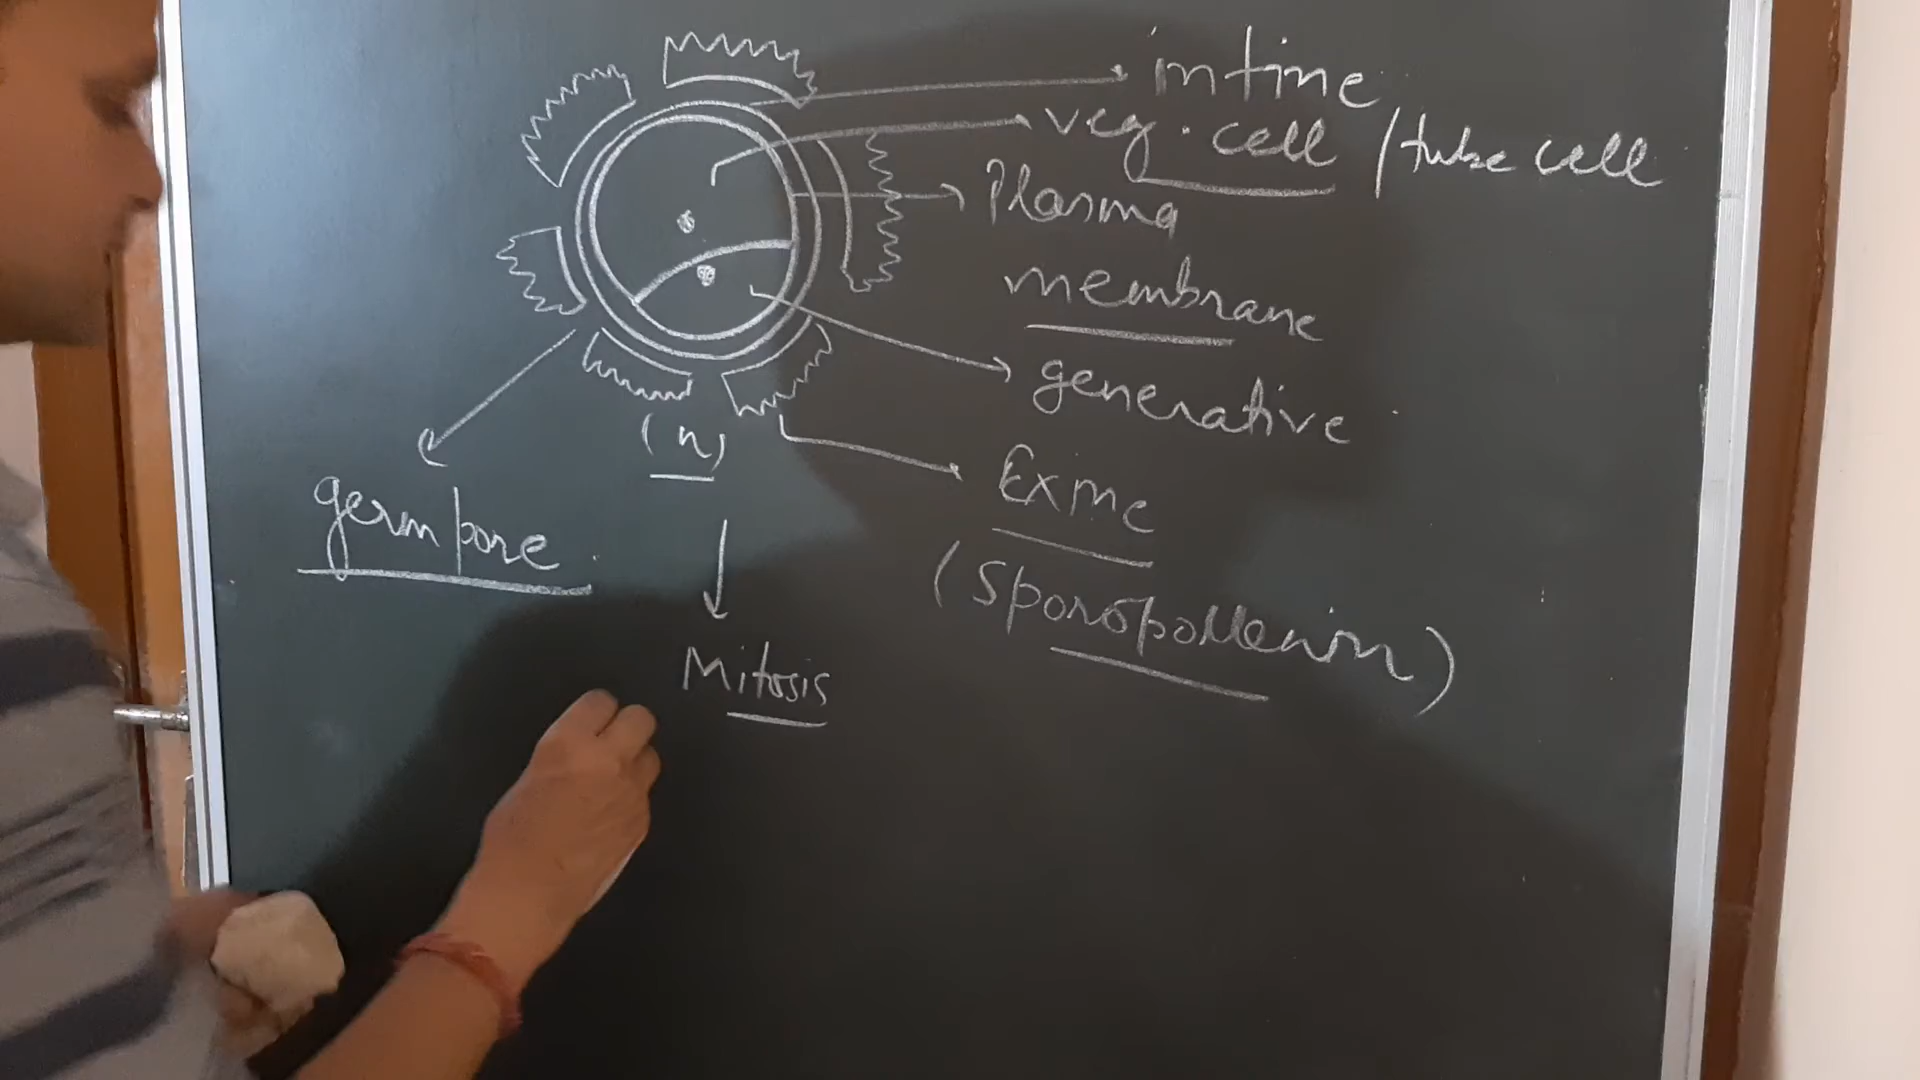 intine
veg. cell / tube cell
Plasma
membrane
generative
(n)
Exine
germ pore
(Sporopollenin)
Mitosis